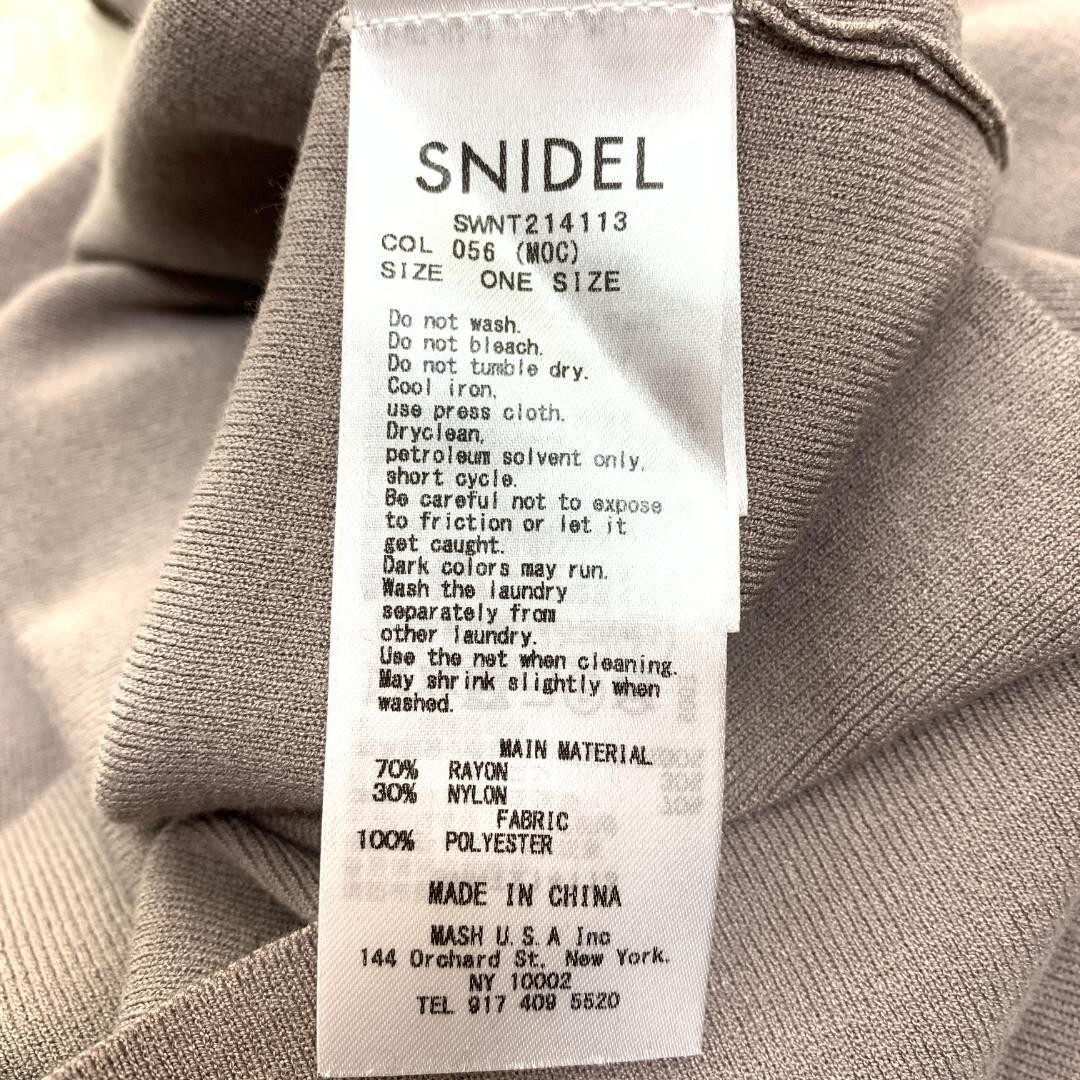 SNIDEL
SWNT214113
COL 056 (MOC)
SIZE ONE SIZE
Do not wash.
Do not bleach.
Do not tumble dry.
Cool iron,
use press cloth.
Dryclean,
petroleum solvent only,
short cycle.
Be careful not to expose
to friction or let it
get caught.
Dark colors may run.
Wash the laundry
separately from
other laundry.
Use the net when cleaning.
May shrink slightly when
washed.
MAIN MATERIAL
70% RAYON
30% NYLON
FABRIC
100% POLYESTER
MADE IN CHINA
MASH U.S.A Inc
144 Orchard St. New York.
NY 10002
TEL 917 409 5520